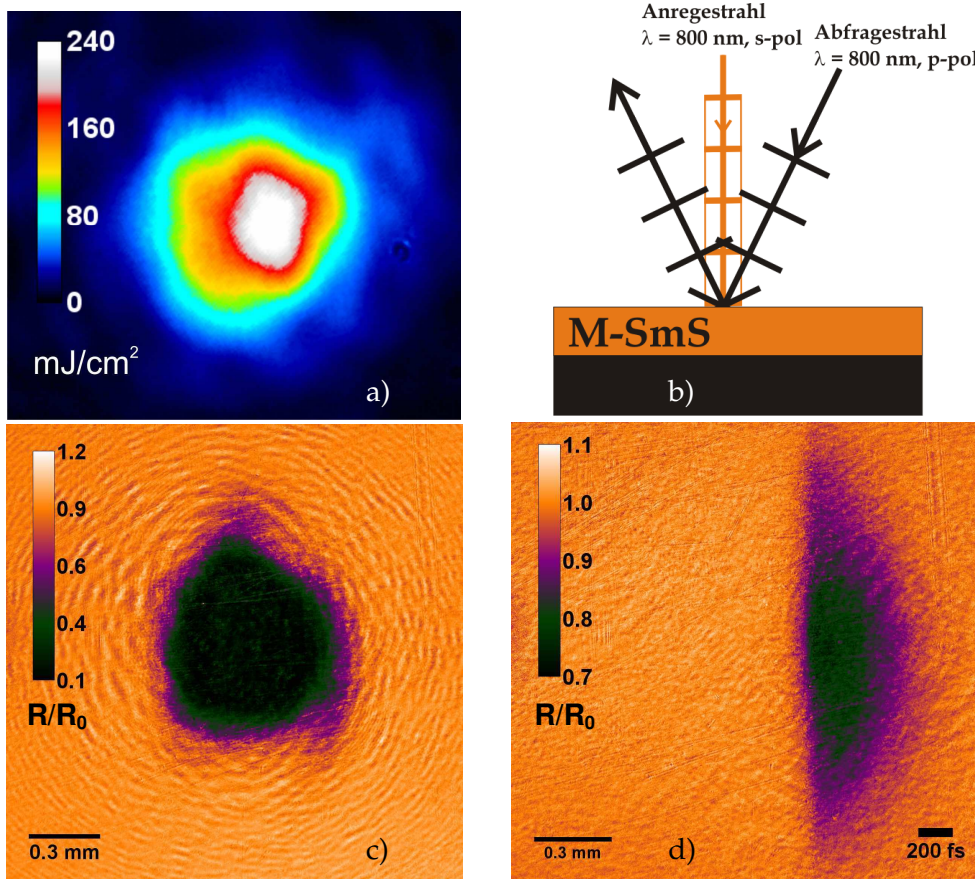 240
160
80
0
mJ/cm²
a)
Anregestrahl
λ = 800 nm, s-pol
Abfragestrahl
λ = 800 nm, p-pol
M-SmS
b)
1.2
0.9
0.6
0.4
0.1
R/R₀
0.3 mm
c)
1.1
1.0
0.9
0.8
0.7
R/R₀
0.3 mm
d)
200 fs